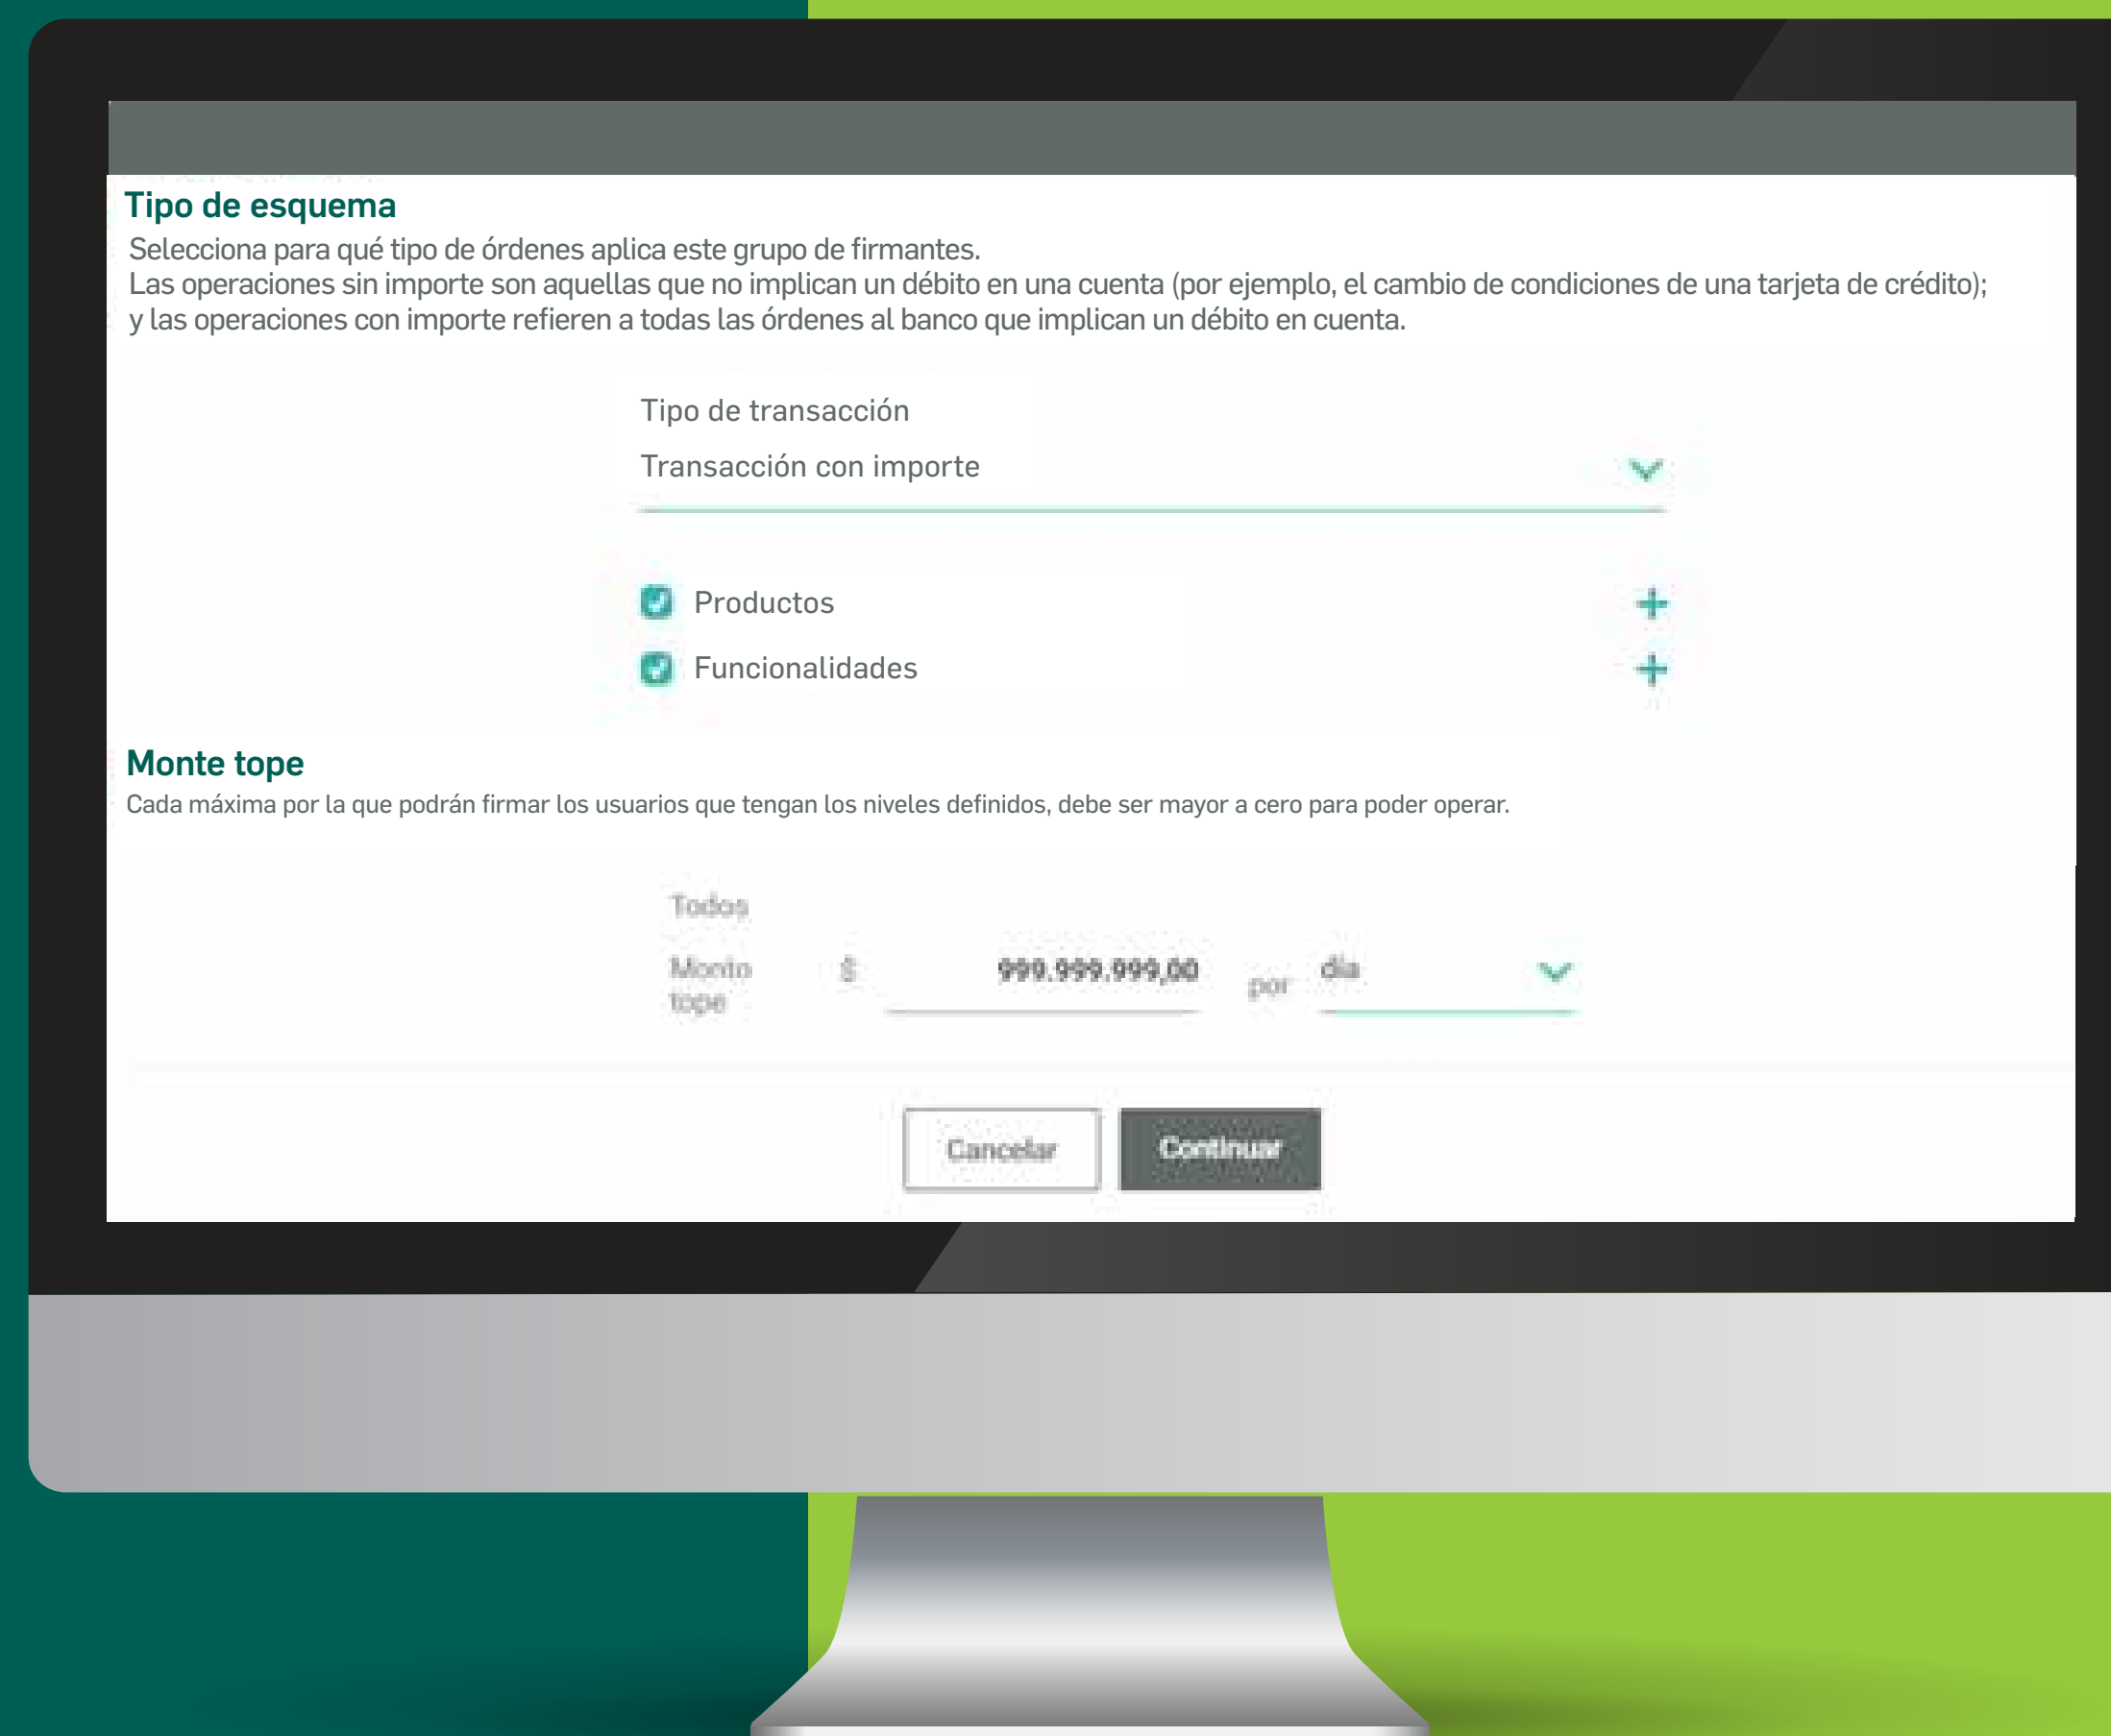 Tipo de esquema
Selecciona para qué tipo de órdenes aplica este grupo de firmantes.
Las operaciones sin importe son aquellas que no implican un débito en una cuenta (por ejemplo, el cambio de condiciones de una tarjeta de crédito);
y las operaciones con importe refieren a todas las órdenes al banco que implican un débito en cuenta.
Tipo de transacción
Transacción con importe
Productos +
Funcionalidades +
Monte tope
Cada máxima por la que podrán firmar los usuarios que tengan los niveles definidos, debe ser mayor a cero para poder operar.
Todos
Monto $ 999.999.999,00 por día
tope
Cancelar Continuar